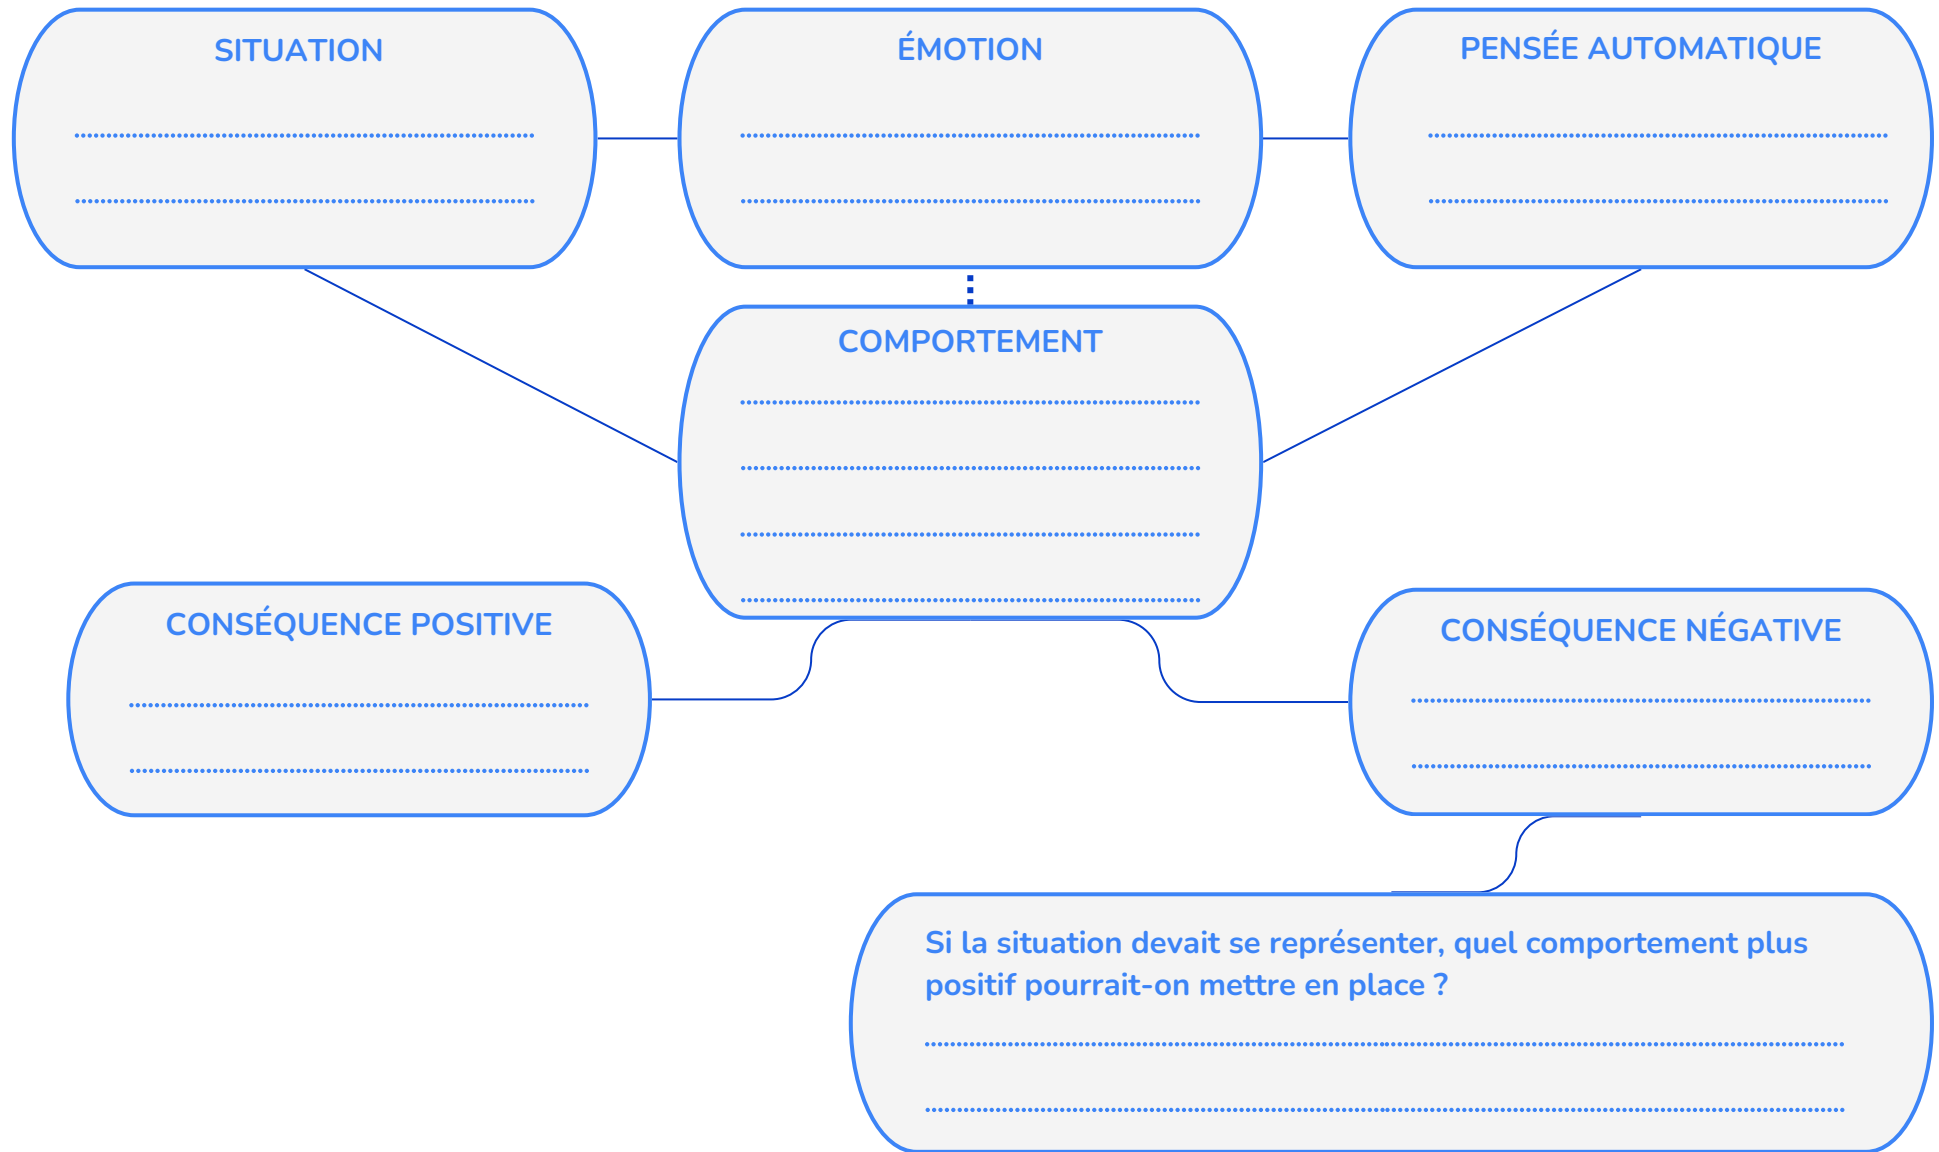 SITUATION
ÉMOTION
PENSÉE AUTOMATIQUE
COMPORTEMENT
CONSÉQUENCE POSITIVE
CONSÉQUENCE NÉGATIVE
Si la situation devait se représenter, quel comportement plus
positif pourrait-on mettre en place ?